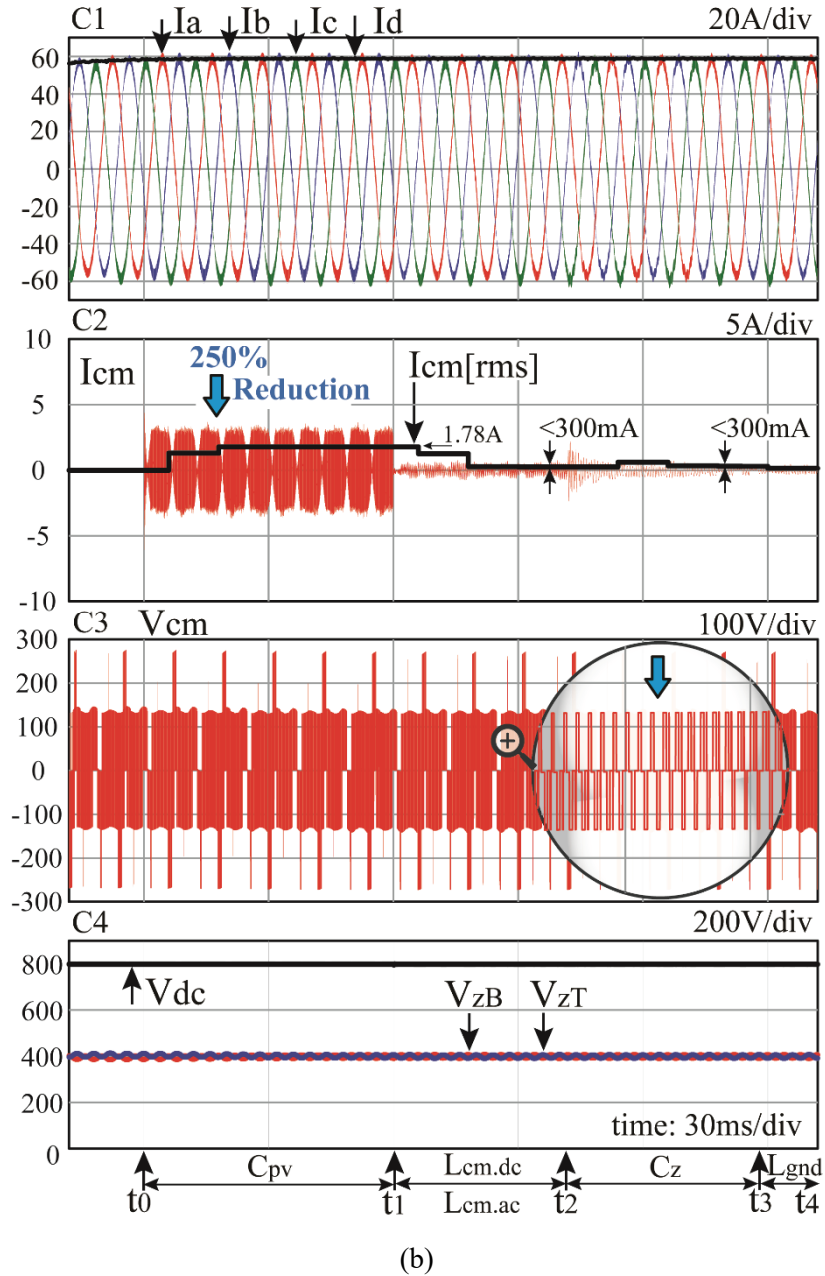 C1 Ia Ib Ic Id 20A/div
60
40
20
0
-20
-40
-60
C2 5A/div
10
5
0
-5
-10
Icm
250%
Reduction
Icm[rms]
1.78A
<300mA
<300mA
C3 Vcm 100V/div
300
200
100
0
-100
-200
-300
C4 200V/div
800
600
400
200
0
Vdc
VzB
VzT
time: 30ms/div
Cpv Lcm.dc Cz Lgnd
t0 t1 Lcm.ac t2 t3 t4
(b)